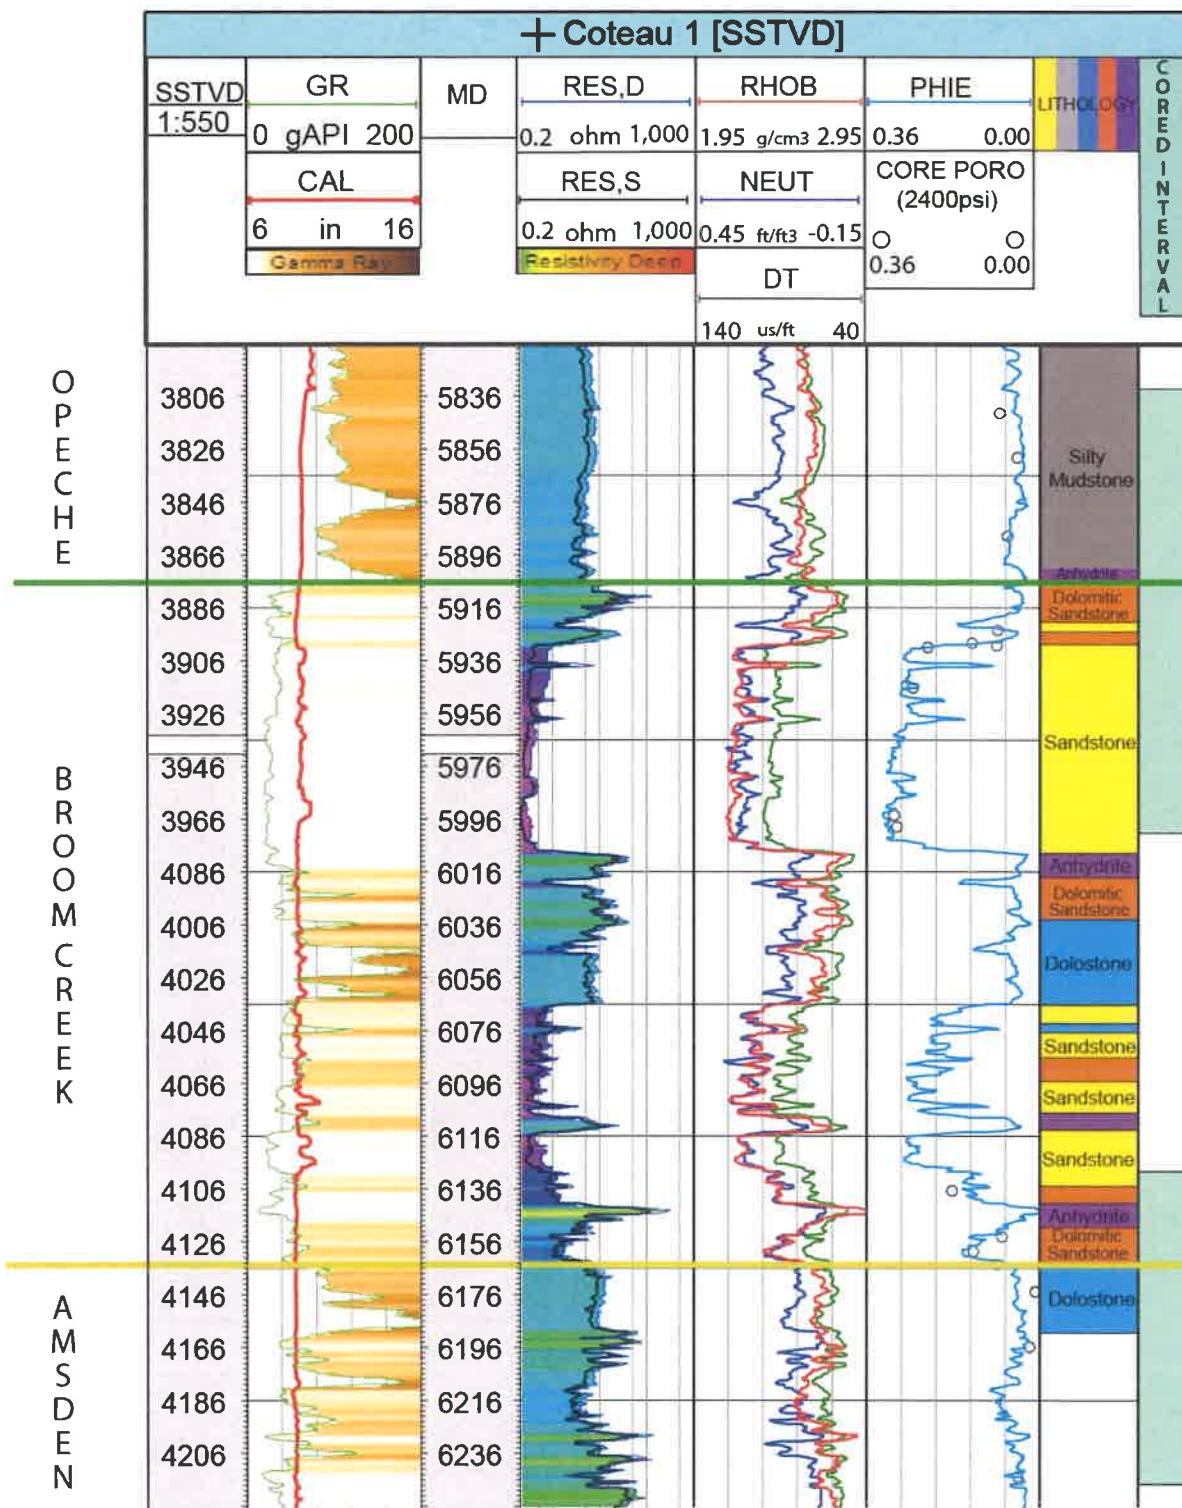 + Coteau 1 [SSTVD]
SSTVD
1:550
GR
0 gAPI 200
CAL
6 in 16
Gamma Ray
MD
RES,D
0.2 ohm 1,000
RES,S
0.2 ohm 1,000
Resistivity Deep
RHOB
1.95 g/cm3 2.95
NEUT
0.45 ft/ft3 -0.15
DT
140 us/ft 40
PHIE
0.36 0.00
CORE PORO
(2400psi)
0.36 0.00
LITHOLOGY
CORED INTERVAL
OPECHE
3806 5836
3826 5856
Silty
Mudstone
3846 5876
3866 5896
Anhydrite
BROOM CREEK
3886 5916
Dolomitic
Sandstone
3906 5936
3926 5956
Sandstone
3946 5976
3966 5996
4086 6016
Anhydrite
Dolomitic
Sandstone
4006 6036
4026 6056
Dolostone
4046 6076
Sandstone
4066 6096
Sandstone
4086 6116
Sandstone
4106 6136
Anhydrite
4126 6156
Dolomitic
Sandstone
AMSDEN
4146 6176
Dolostone
4166 6196
4186 6216
4206 6236